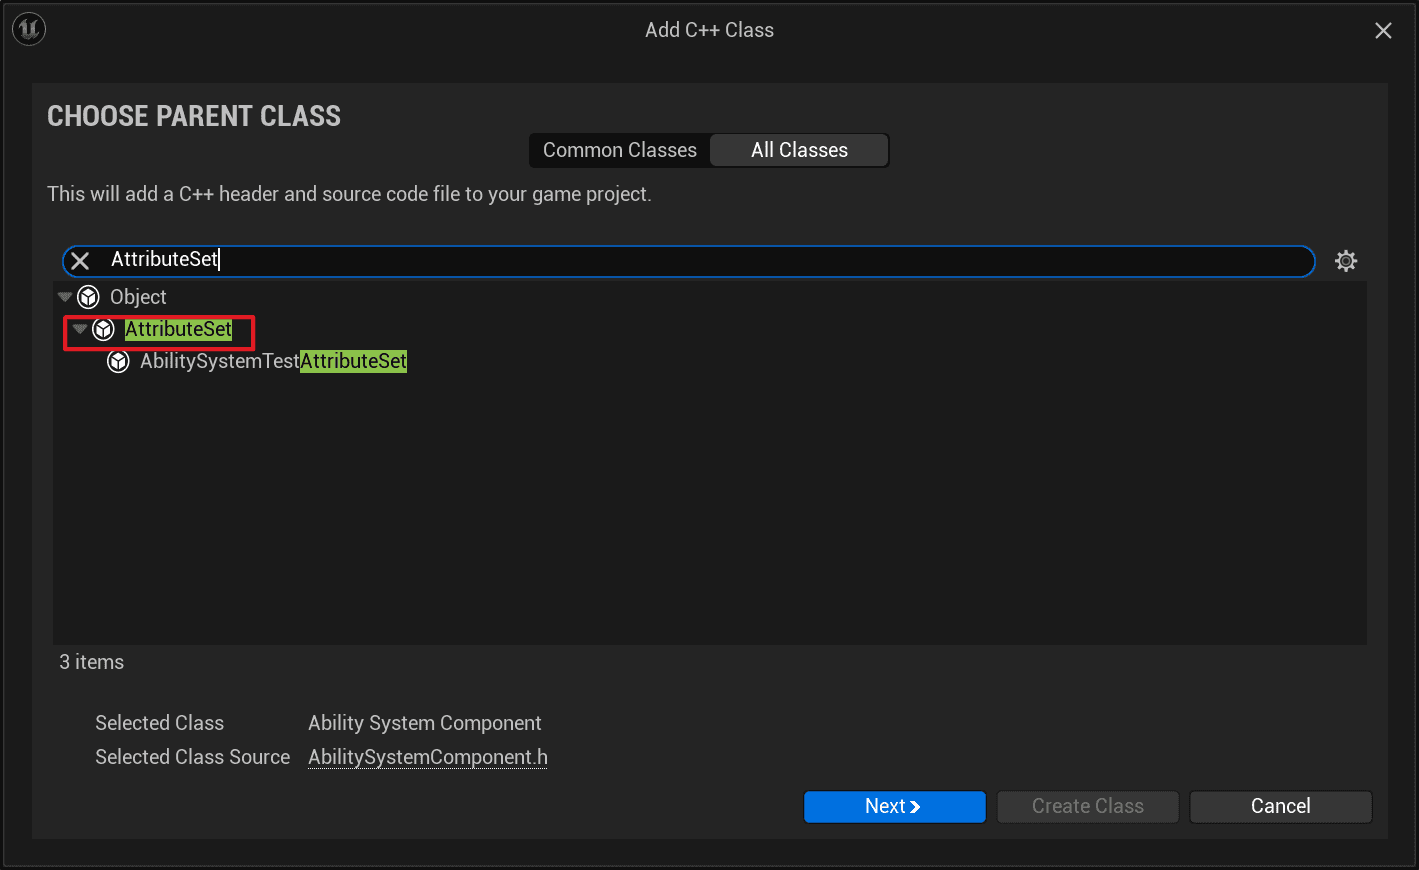 Add C++ Class
CHOOSE PARENT CLASS
Common Classes All Classes
This will add a C++ header and source code file to your game project.
AttributeSet
Object
AttributeSet
AbilitySystemTestAttributeSet
3 items
Selected Class Ability System Component
Selected Class Source AbilitySystemComponent.h
Next Create Class Cancel